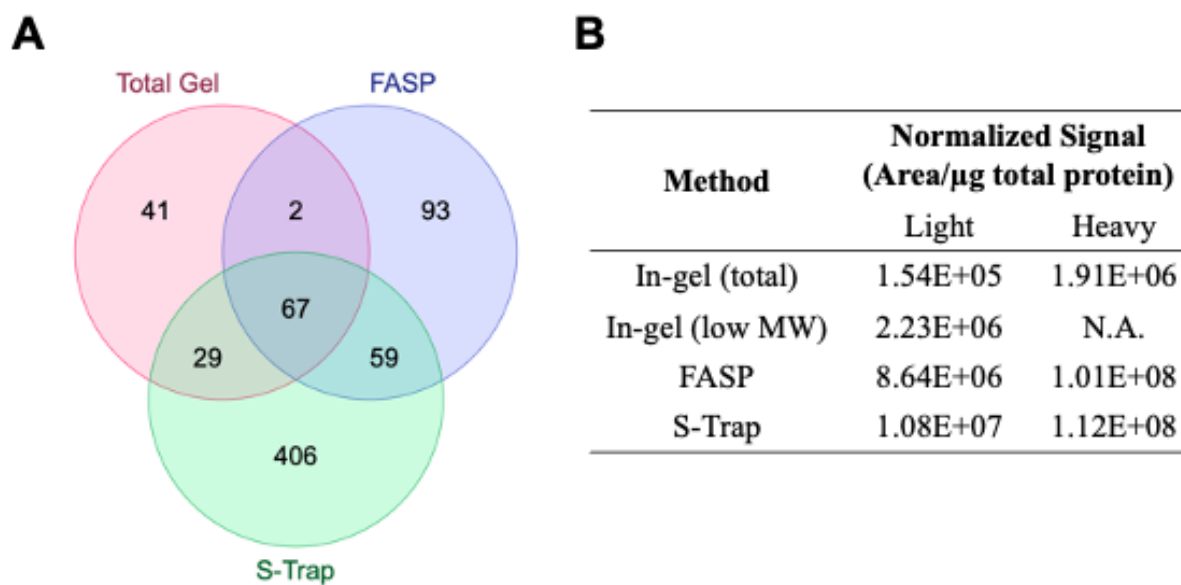 A
Total Gel FASP
41 2 93
67
29 59
406
S-Trap
B
Method Normalized Signal
(Area/µg total protein)
Light Heavy
In-gel (total) 1.54E+05 1.91E+06
In-gel (low MW) 2.23E+06 N.A.
FASP 8.64E+06 1.01E+08
S-Trap 1.08E+07 1.12E+08